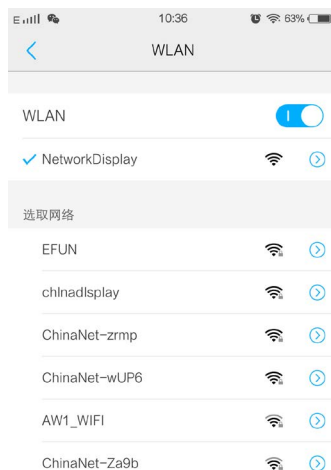 E 10:36 63%
WLAN
WLAN
NetworkDisplay
选取网络
EFUN
chInadIsplay
ChinaNet-zrmp
ChinaNet-wUP6
AW1_WIFI
ChinaNet-Za9b